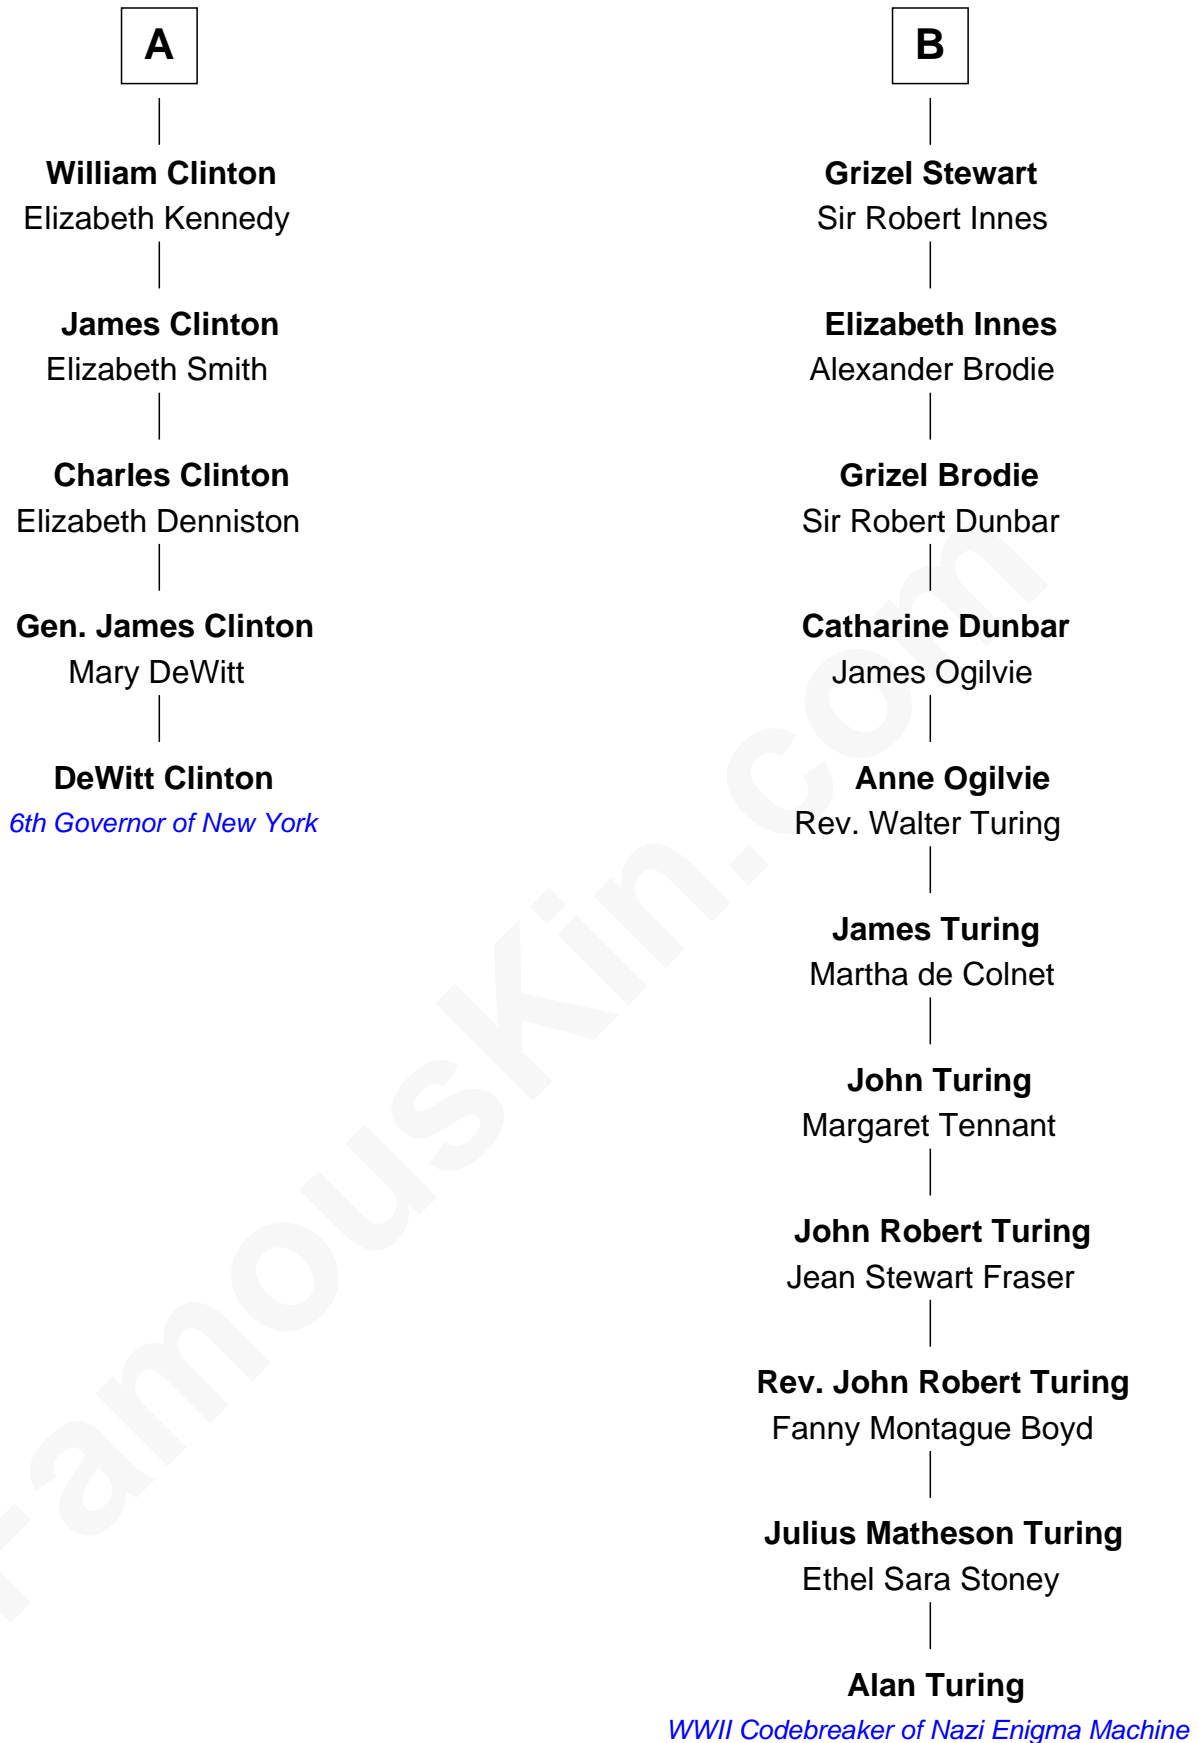 A
William Clinton
Elizabeth Kennedy
James Clinton
Elizabeth Smith
Charles Clinton
Elizabeth Denniston
Gen. James Clinton
Mary DeWitt
DeWitt Clinton
6th Governor of New York
B
Grizel Stewart
Sir Robert Innes
Elizabeth Innes
Alexander Brodie
Grizel Brodie
Sir Robert Dunbar
Catharine Dunbar
James Ogilvie
Anne Ogilvie
Rev. Walter Turing
James Turing
Martha de Colnet
John Turing
Margaret Tennant
John Robert Turing
Jean Stewart Fraser
Rev. John Robert Turing
Fanny Montague Boyd
Julius Matheson Turing
Ethel Sara Stoney
Alan Turing
WWII Codebreaker of Nazi Enigma Machine
FamousKin.com